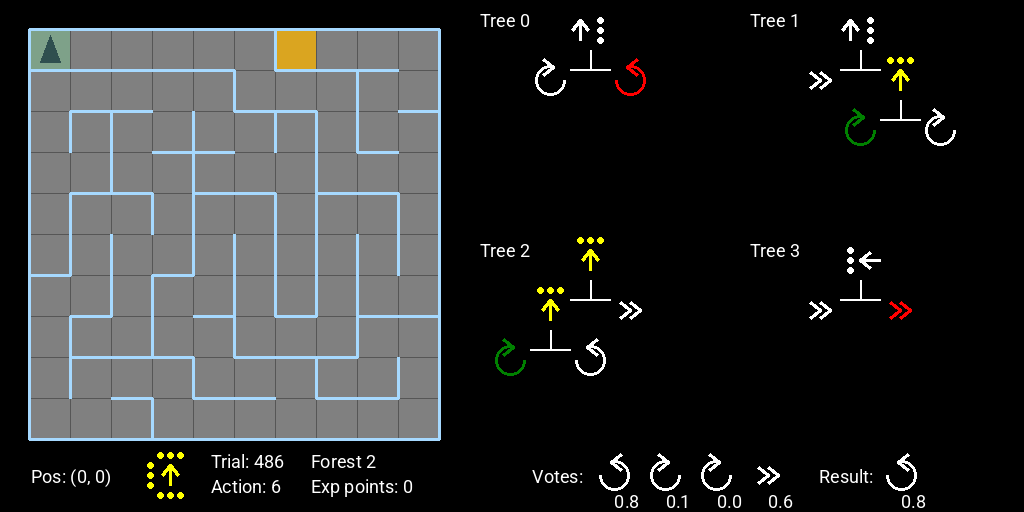 Tree 0
Tree 1
Tree 2
Tree 3
Pos: (0, 0)
Trial: 486
Forest 2
Action: 6
Exp points: 0
Votes:
0.8
0.1
0.0
0.6
Result:
0.8